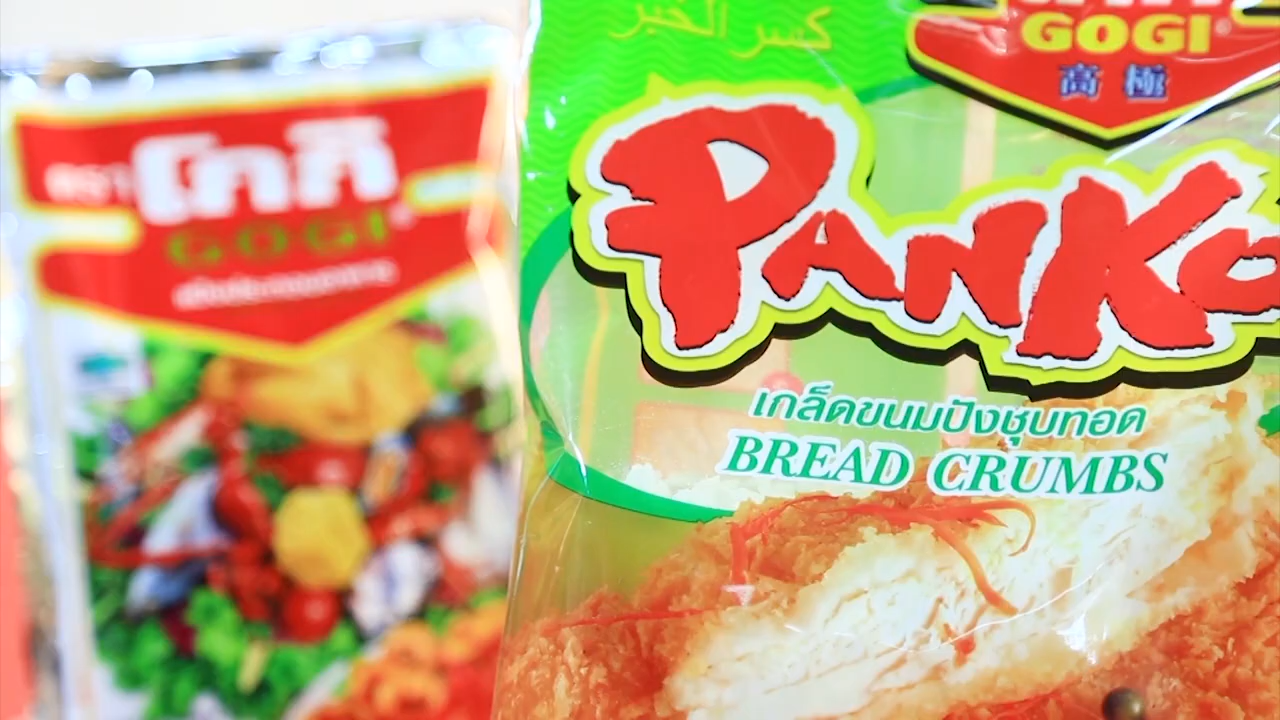 ตราโกกิ
GOGI
كسر الخبز
GOGI
高極
PANKO
เกล็ดขนมปังชุบทอด
BREAD CRUMBS